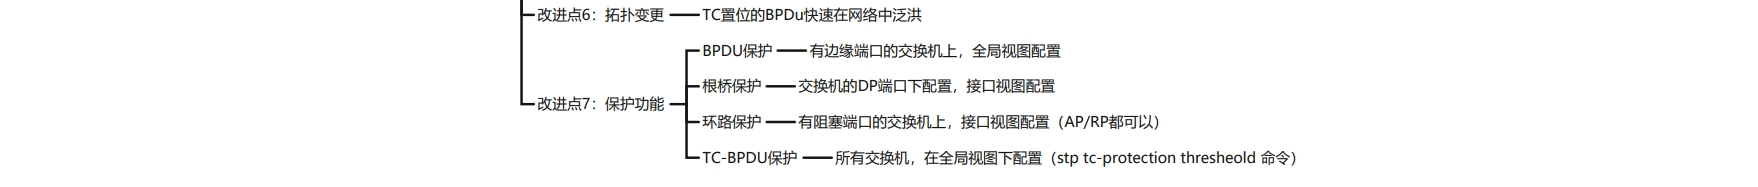 改进点6：拓扑变更 TC置位的BPDu快速在网络中泛洪
BPDU保护 有边缘端口的交换机上，全局视图配置
根桥保护 交换机的DP端口下配置，接口视图配置
改进点7：保护功能
环路保护 有阻塞端口的交换机上，接口视图配置（AP/RP都可以）
TC-BPDU保护 所有交换机，在全局视图下配置（stp tc-protection thresheold 命令）